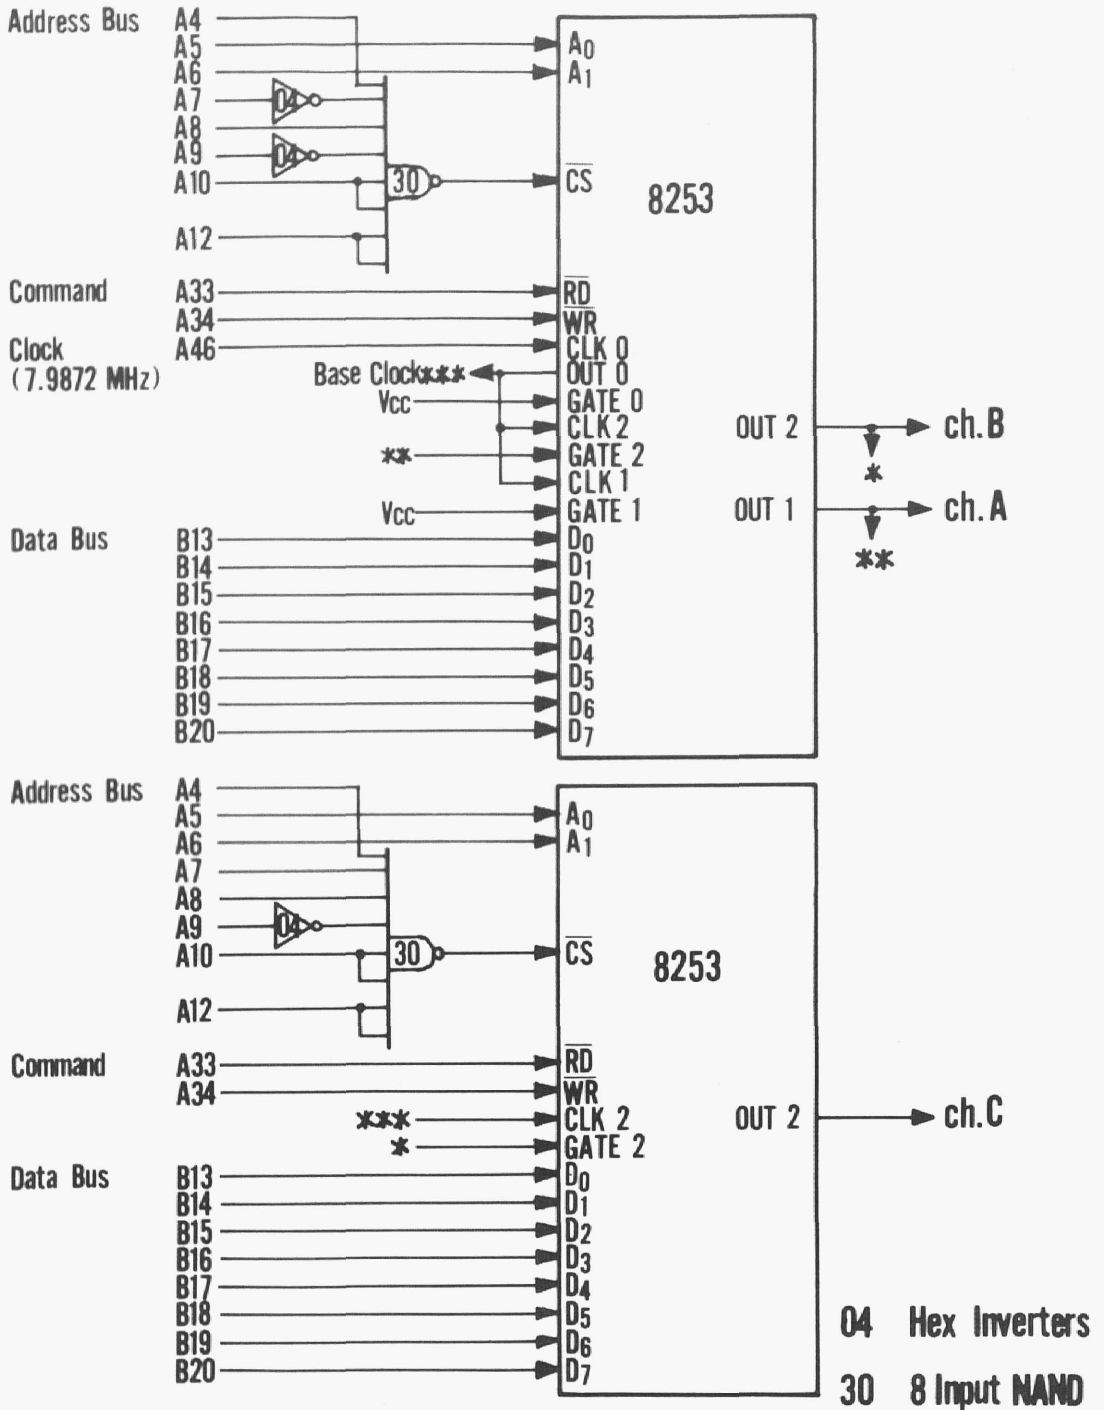 Address Bus A4
A5 A0
A6 A1
A7 04
A8
A9 04
A10 30 CS 8253
A12
Command A33 RD
A34 WR
Clock A46 CLK 0
(7.9872 MHz) Base Clock*** OUT 0
Vcc GATE 0
CLK2 OUT 2 ch.B
** GATE 2 *
CLK 1
Vcc GATE 1 OUT 1 ch.A
**
Data Bus B13 D0
B14 D1
B15 D2
B16 D3
B17 D4
B18 D5
B19 D6
B20 D7
Address Bus A4
A5 A0
A6 A1
A7
A8
A9 04
A10 30 CS 8253
A12
Command A33 RD
A34 WR
*** CLK 2 OUT 2 ch.C
* GATE 2
Data Bus B13 D0
B14 D1
B15 D2
B16 D3
B17 D4
B18 D5
B19 D6
B20 D7
04 Hex Inverters
30 8 Input NAND